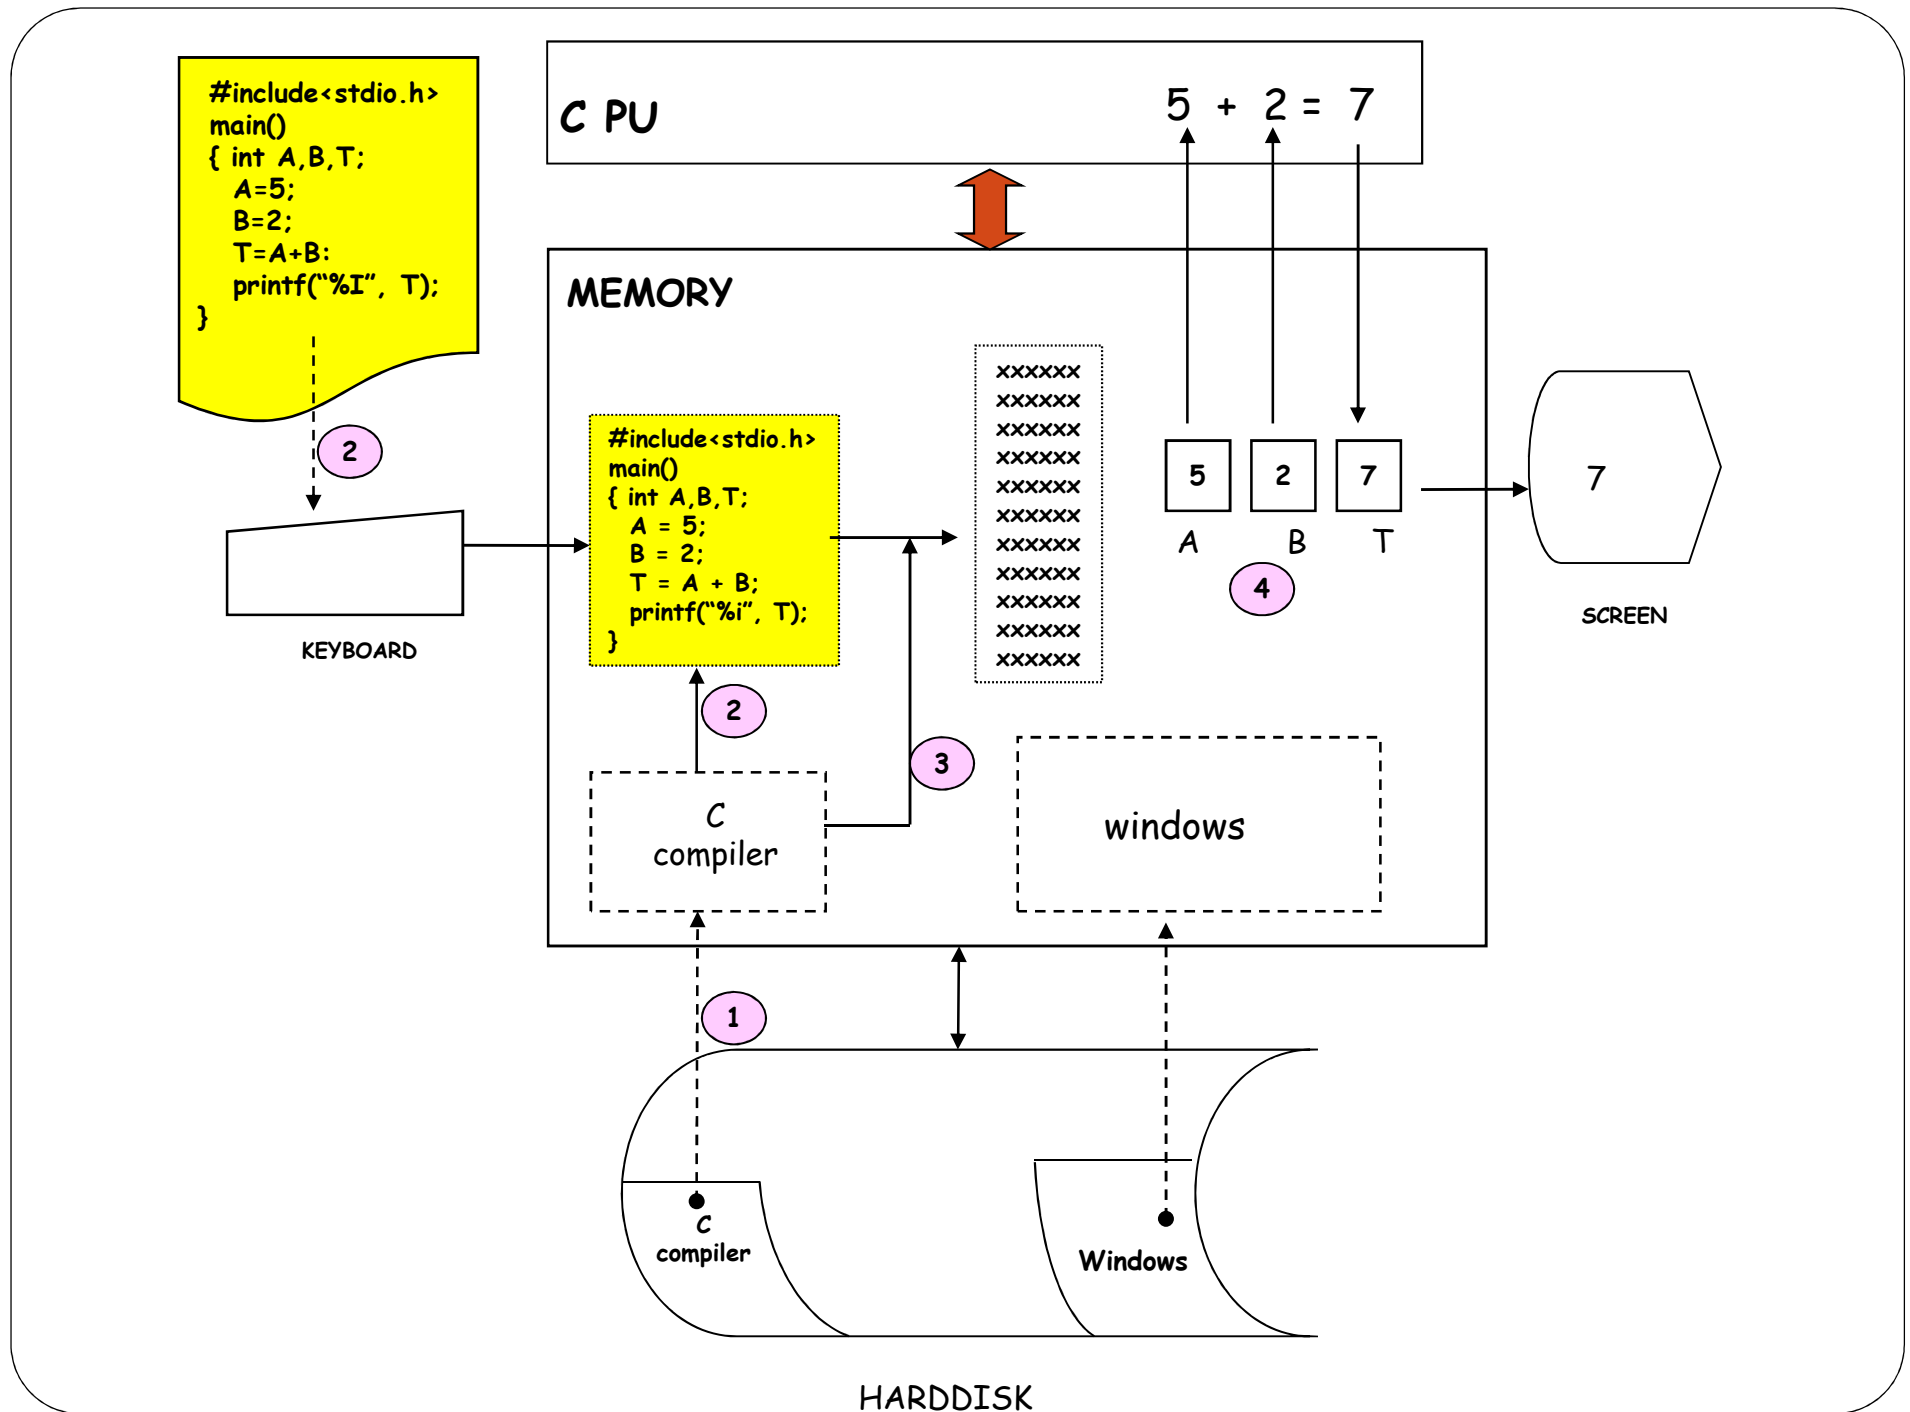 #include<stdio.h>
main()
{ int A,B,T;
A=5;
B=2;
T=A+B:
printf(“%I”, T);
}
2
KEYBOARD
C PU
5 + 2 = 7
MEMORY
#include<stdio.h>
main()
{ int A,B,T;
A = 5;
B = 2;
T = A + B;
printf(“%i”, T);
}
xxxxxx
xxxxxx
xxxxxx
xxxxxx
xxxxxx
xxxxxx
xxxxxx
xxxxxx
xxxxxx
xxxxxx
xxxxxx
5 2 7
A B T
4
7
SCREEN
2
3
C
compiler
windows
1
C
compiler
Windows
HARDDISK